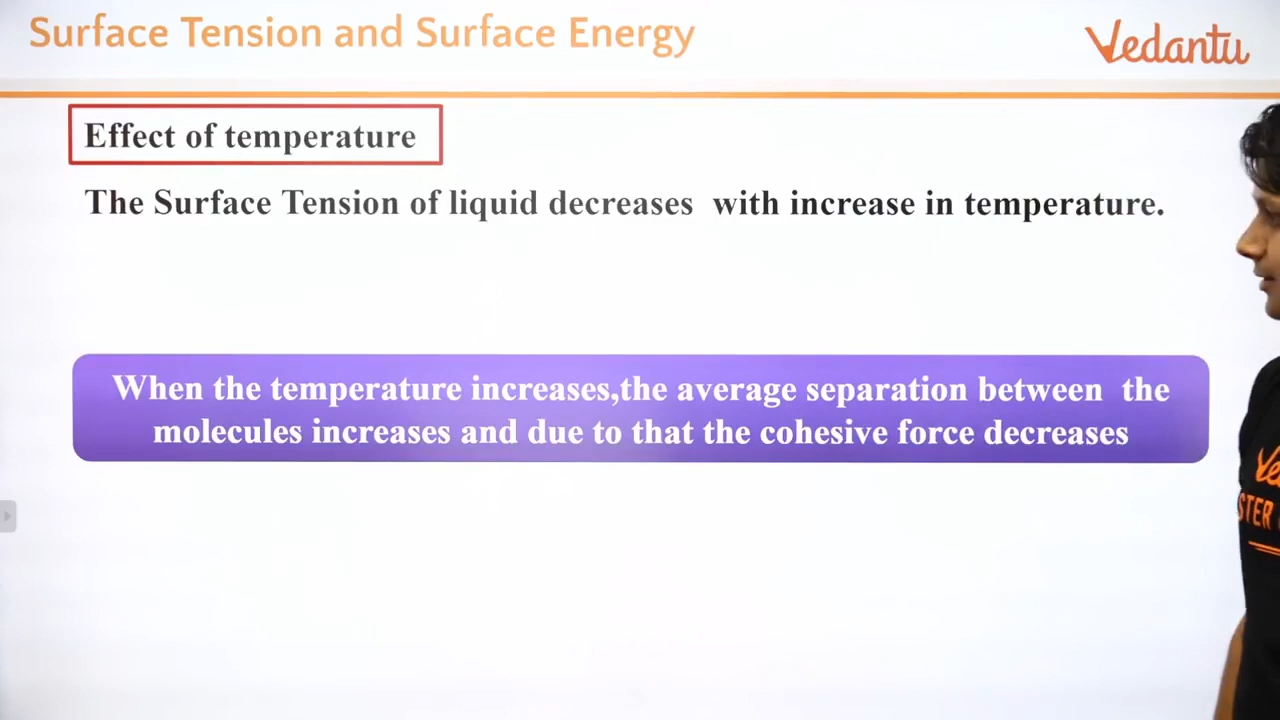 Surface Tension and Surface Energy
Vedantu
Effect of temperature
The Surface Tension of liquid decreases with increase in temperature.
When the temperature increases,the average separation between the
molecules increases and due to that the cohesive force decreases